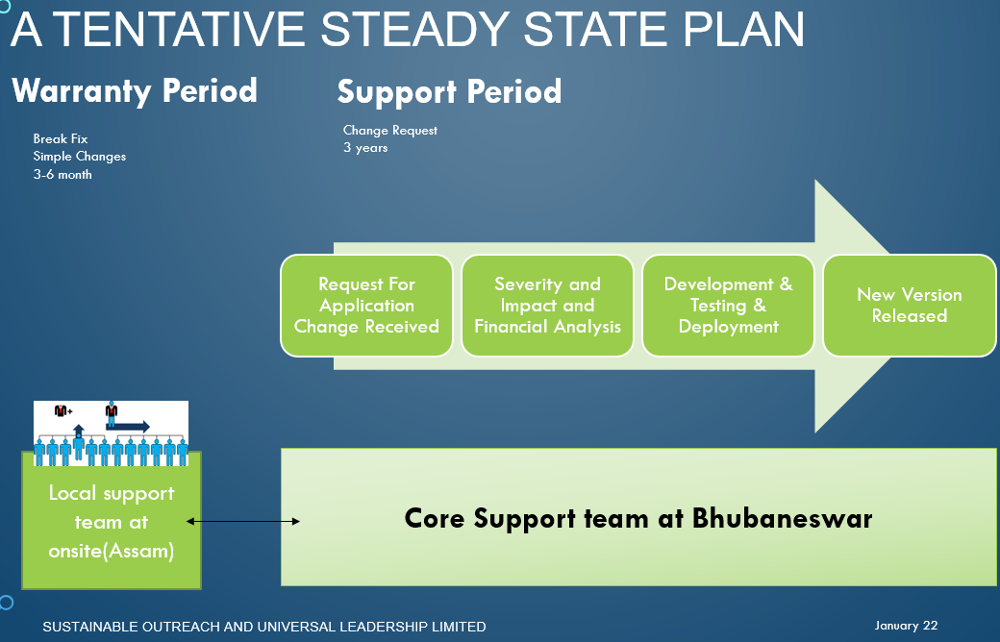 A TENTATIVE STEADY STATE PLAN
Warranty Period
Break Fix
Simple Changes
3-6 month
Support Period
Change Request
3 years
Request For
Application
Change Received
Severity and
Impact and
Financial Analysis
Development &
Testing &
Deployment
New Version
Released
+
Local support
team at
onsite(Assam)
Core Support team at Bhubaneswar
SUSTAINABLE OUTREACH AND UNIVERSAL LEADERSHIP LIMITED
January 22